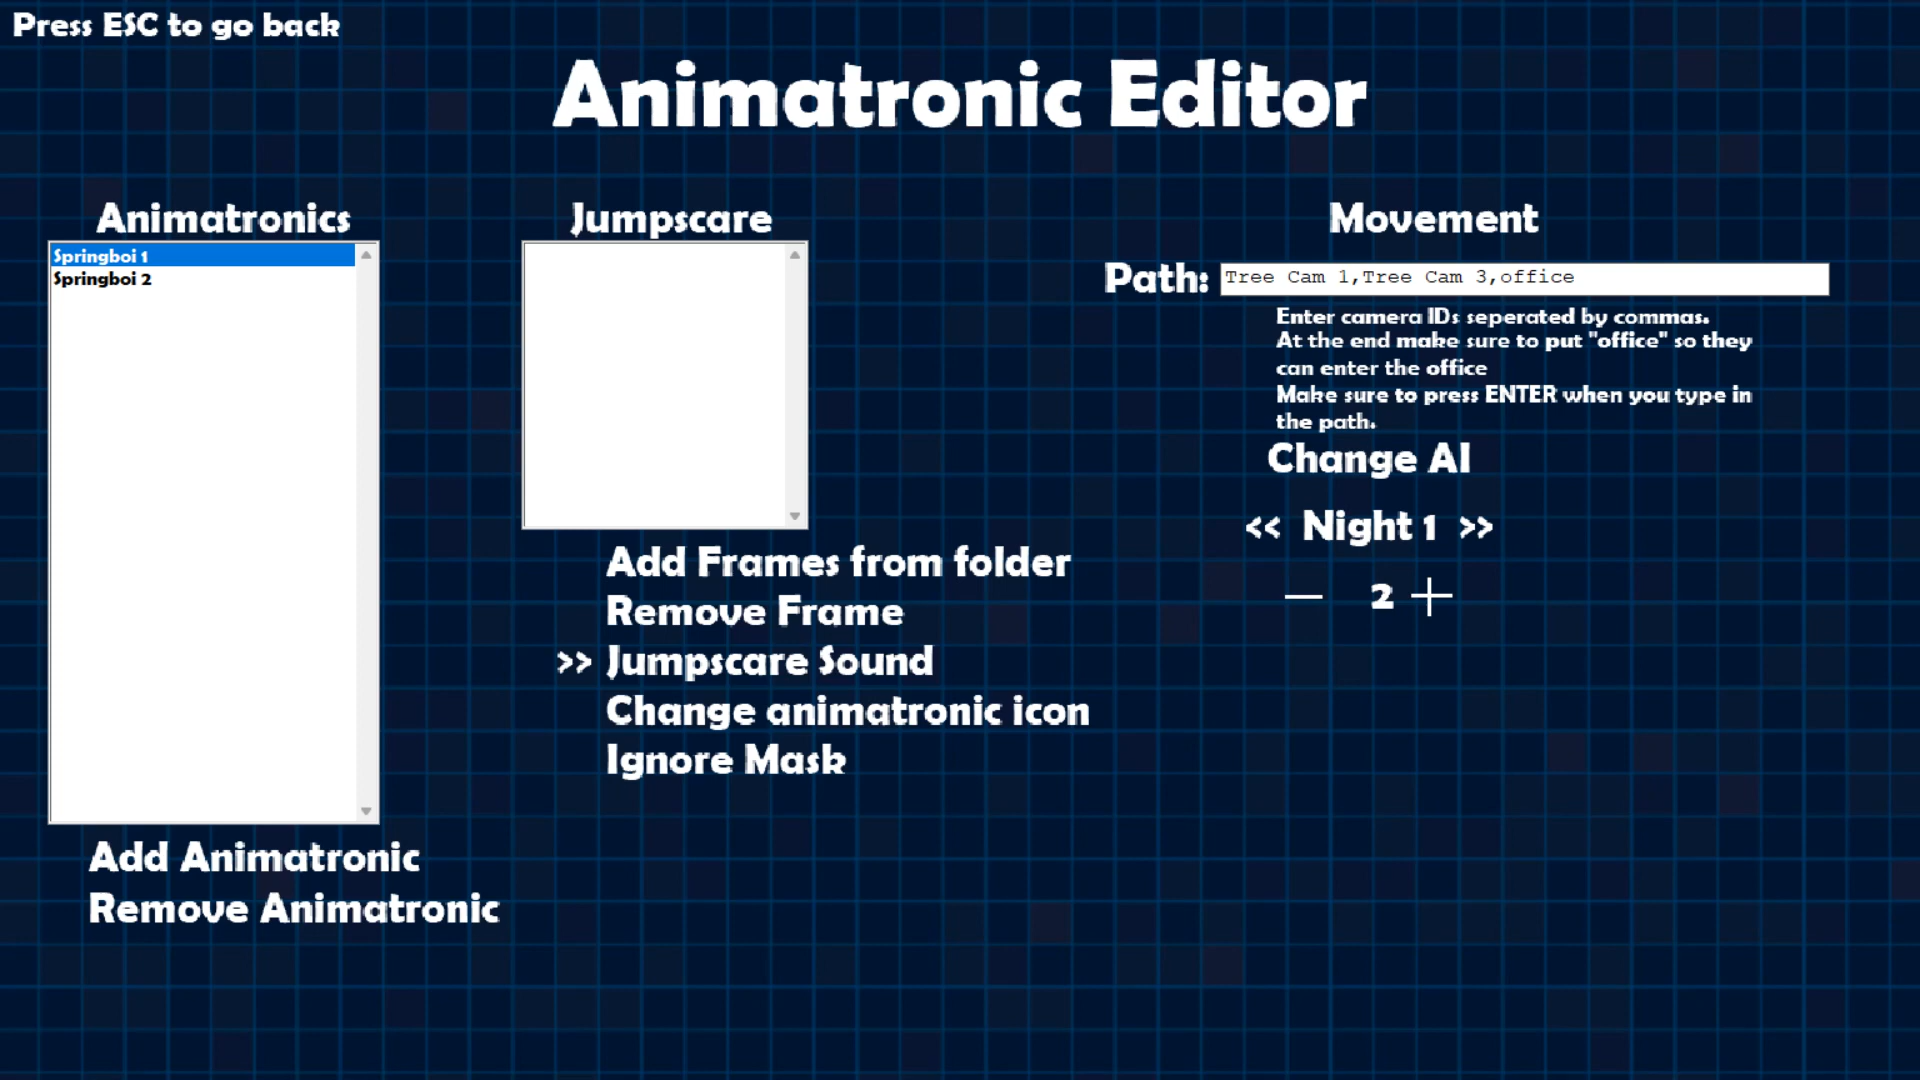 Press ESC to go back
Animatronic Editor
Animatronics
Springboi 1
Springboi 2
Add Animatronic
Remove Animatronic
Jumpscare
Add Frames from folder
Remove Frame
>> Jumpscare Sound
Change animatronic icon
Ignore Mask
Movement
Path: Tree Cam 1,Tree Cam 3,office
Enter camera IDs seperated by commas.
At the end make sure to put "office" so they
can enter the office
Make sure to press ENTER when you type in
the path.
Change AI
<< Night 1 >>
— 2 +